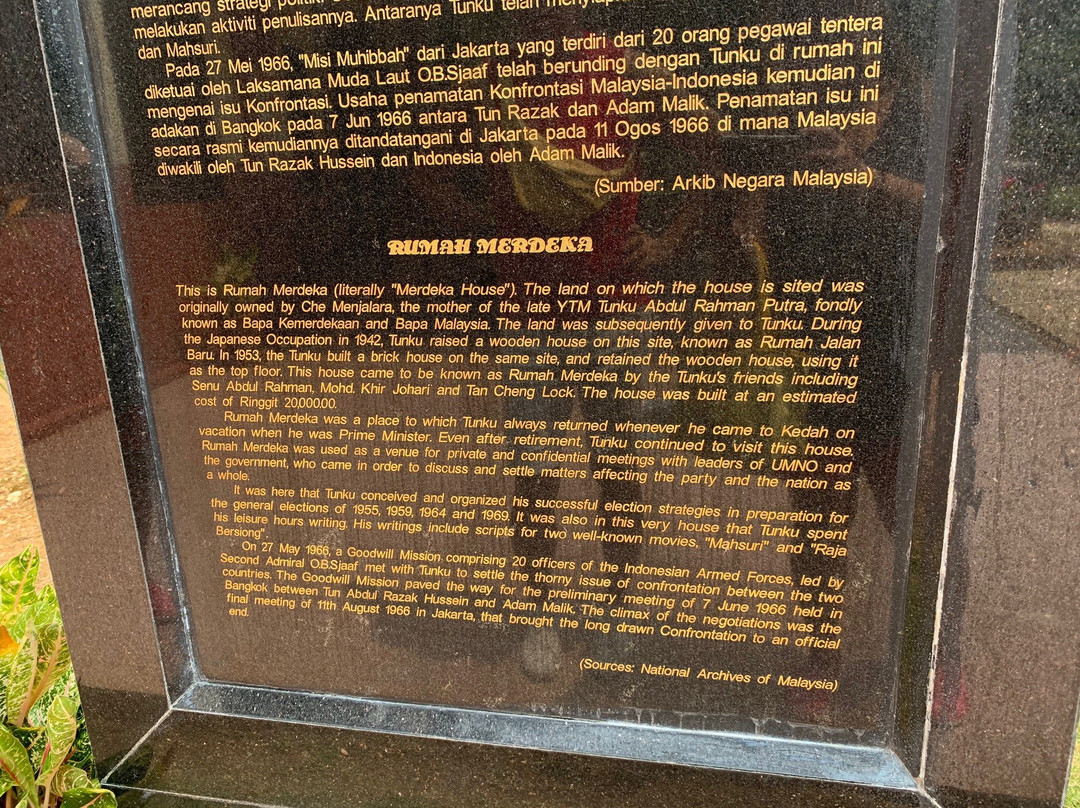 merancang strategi politik.
melakukan aktiviti penulisannya. Antaranya Tunku telah
dan Mahsuri.
Pada 27 Mei 1966, "Misi Muhibbah" dari Jakarta yang terdiri dari 20 orang pegawai tentera
diketuai oleh Laksamana Muda Laut O.B.Sjaaf telah berunding dengan Tunku di rumah ini
mengenai isu Konfrontasi. Usaha penamatan Konfrontasi Malaysia-Indonesia kemudian di
adakan di Bangkok pada 7 Jun 1966 antara Tun Razak dan Adam Malik. Penamatan isu ini
secara rasmi kemudiannya ditandatangani di Jakarta pada 11 Ogos 1966 di mana Malaysia
diwakili oleh Tun Razak Hussein dan Indonesia oleh Adam Malik.
(Sumber: Arkib Negara Malaysia)
RUMAH MERDEKA
This is Rumah Merdeka (literally "Merdeka House"). The land on which the house is sited was
originally owned by Che Menjalara, the mother of the late YTM Tunku Abdul Rahman Putra, fondly
known as Bapa Kemerdekaan and Bapa Malaysia. The land was subsequently given to Tunku. During
the Japanese Occupation in 1942, Tunku raised a wooden house on this site, known as Rumah Jalan
Baru. In 1953, the Tunku built a brick house on the same site, and retained the wooden house, using it
as the top floor. This house came to be known as Rumah Merdeka by the Tunku's friends including
Senu Abdul Rahman, Mohd. Khir Johari and Tan Cheng Lock. The house was built at an estimated
cost of Ringgit 20,000.00.
Rumah Merdeka was a place to which Tunku always returned whenever he came to Kedah on
vacation when he was Prime Minister. Even after retirement, Tunku continued to visit this house.
Rumah Merdeka was used as a venue for private and confidential meetings with leaders of UMNO and
the government, who came in order to discuss and settle matters affecting the party and the nation as
a whole.
It was here that Tunku conceived and organized his successful election strategies in preparation for
the general elections of 1955, 1959, 1964 and 1969. It was also in this very house that Tunku spent
his leisure hours writing. His writings include scripts for two well-known movies, "Mahsuri" and "Raja
Bersiong".
On 27 May 1966, a Goodwill Mission comprising 20 officers of the Indonesian Armed Forces, led by
Second Admiral O.B.Sjaaf met with Tunku to settle the thorny issue of confrontation between the two
countries. The Goodwill Mission paved the way for the preliminary meeting of 7 June 1966 held in
Bangkok between Tun Abdul Razak Hussein and Adam Malik. The climax of the negotiations was the
final meeting of 11th August 1966 in Jakarta, that brought the long drawn Confrontation to an official
end.
(Sources: National Archives of Malaysia)